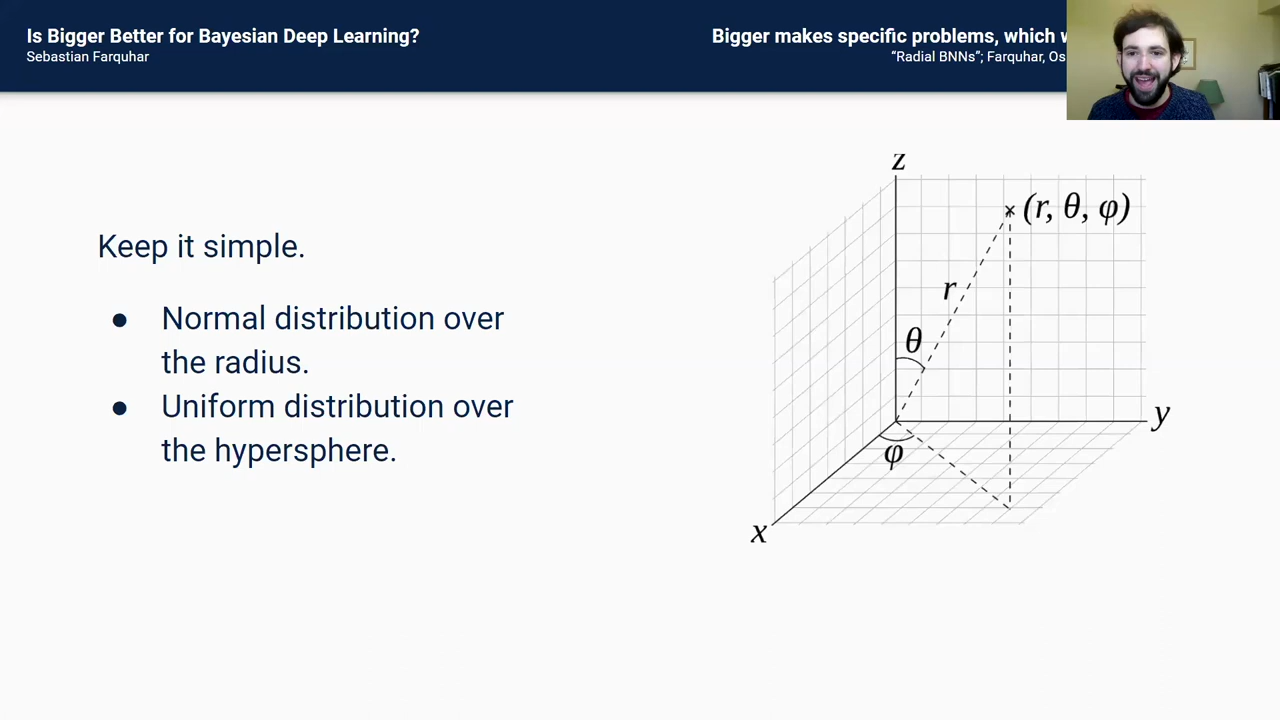 Is Bigger Better for Bayesian Deep Learning?
Sebastian Farquhar
Bigger makes specific problems, which
“Radial BNNs”; Farquhar,
Keep it simple.
● Normal distribution over
the radius.
● Uniform distribution over
the hypersphere.
z
(r, θ, φ)
r
θ
y
φ
x